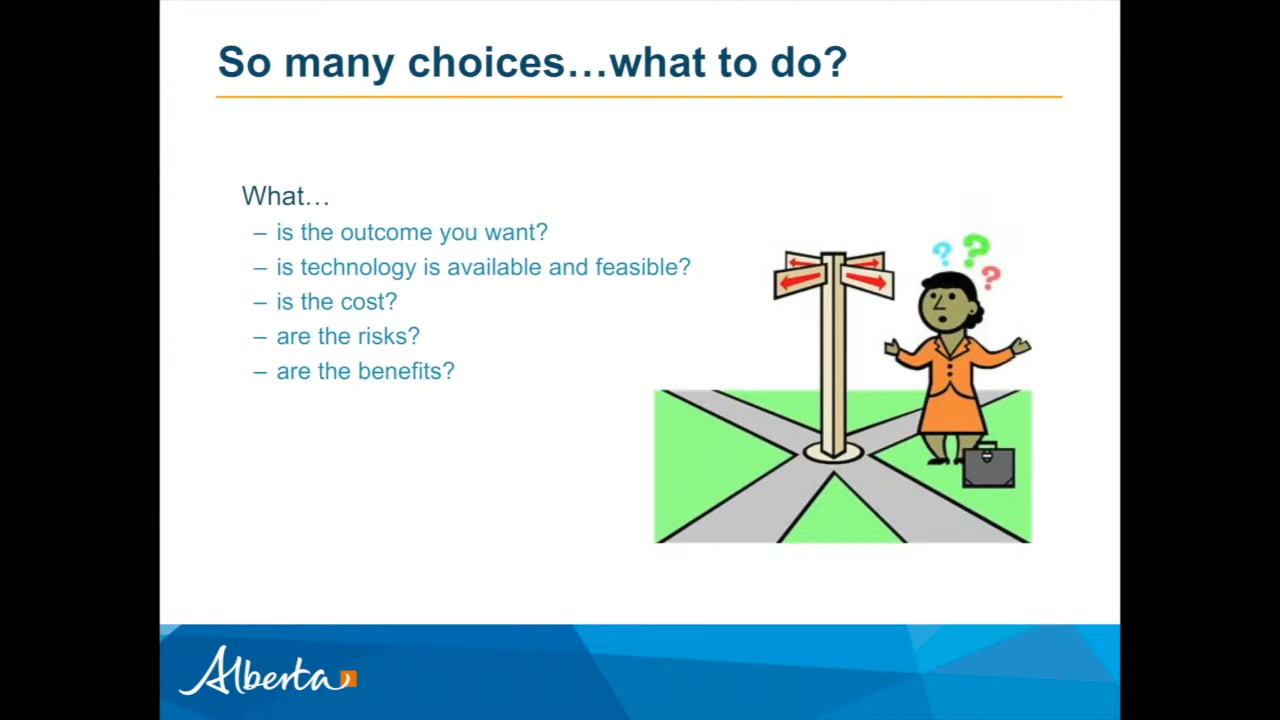 So many choices…what to do?
What…
– is the outcome you want?
– is technology is available and feasible?
– is the cost?
– are the risks?
– are the benefits?
? ? ?
Alberta